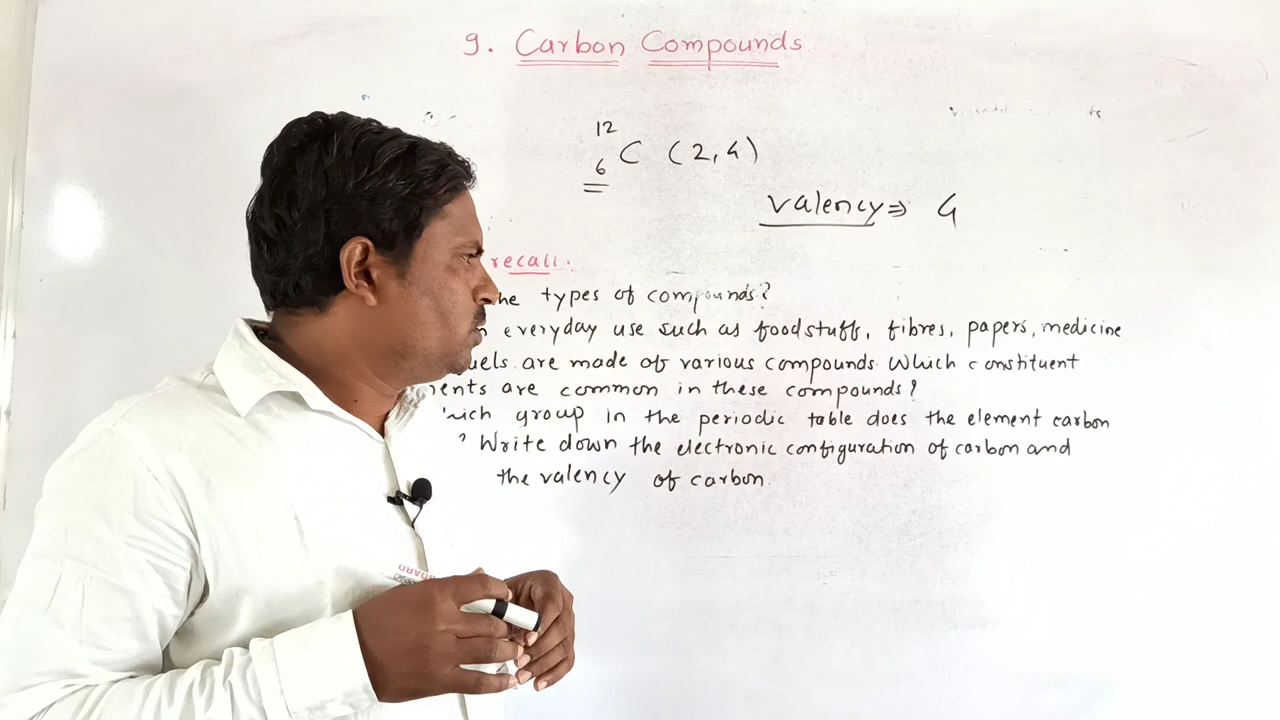 9. Carbon Compounds
12
6 C (2,4)
valency ⇒ 4
recall.
the types of compounds?
everyday use such as foodstuff, fibres, papers, medicine
uels are made of various compounds. Which constituent
ents are common in these compounds?
hich group in the periodic table does the element carbon
? Write down the electronic configuration of carbon and
the valency of carbon.